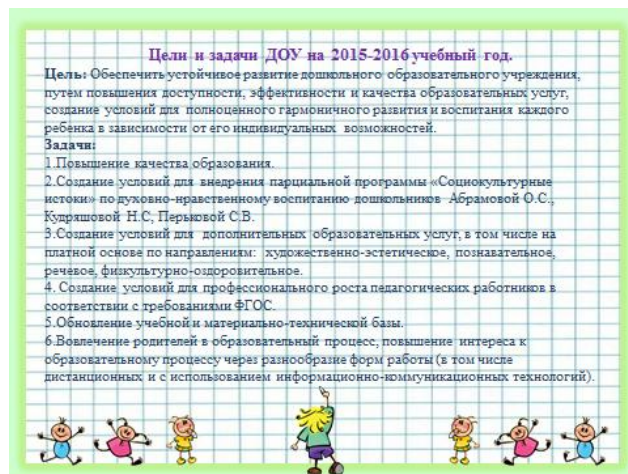 Цели и задачи ДОУ на 2015-2016 учебный год.
Цель: Обеспечить устойчивое развитие дошкольного образовательного учреждения,
путем повышения доступности, эффективности и качества образовательных услуг,
создание условий для полноценного гармоничного развития и воспитания каждого
ребенка в зависимости от его индивидуальных возможностей.
Задачи:
1.Повышение качества образования.
2.Создание условий для внедрения парциальной программы «Социокультурные
истоки» по духовно-нравственному воспитанию дошкольников Абрамовой О.С.,
Кудряшовой Н.С, Перьковой С.В.
3.Создание условий для дополнительных образовательных услуг, в том числе на
платной основе по направлениям: художественно-эстетическое, познавательное,
речевое, физкультурно-оздоровительное.
4. Создание условий для профессионального роста педагогических работников в
соответствии с требованиями ФГОС.
5.Обновление учебной и материально-технической базы.
6.Вовлечение родителей в образовательный процесс, повышение интереса к
образовательному процессу через разнообразие форм работы (в том числе
дистанционных и с использованием информационно-коммуникационных технологий).